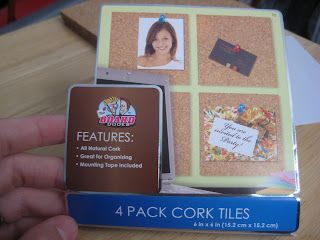 BOARD
DUDES
FEATURES:
• All Natural Cork
• Great for Organizing
• Mounting Tape Included
You are
invited to the
Party!
4 PACK CORK TILES
6 in x 6 in (15.2 cm x 15.2 cm)